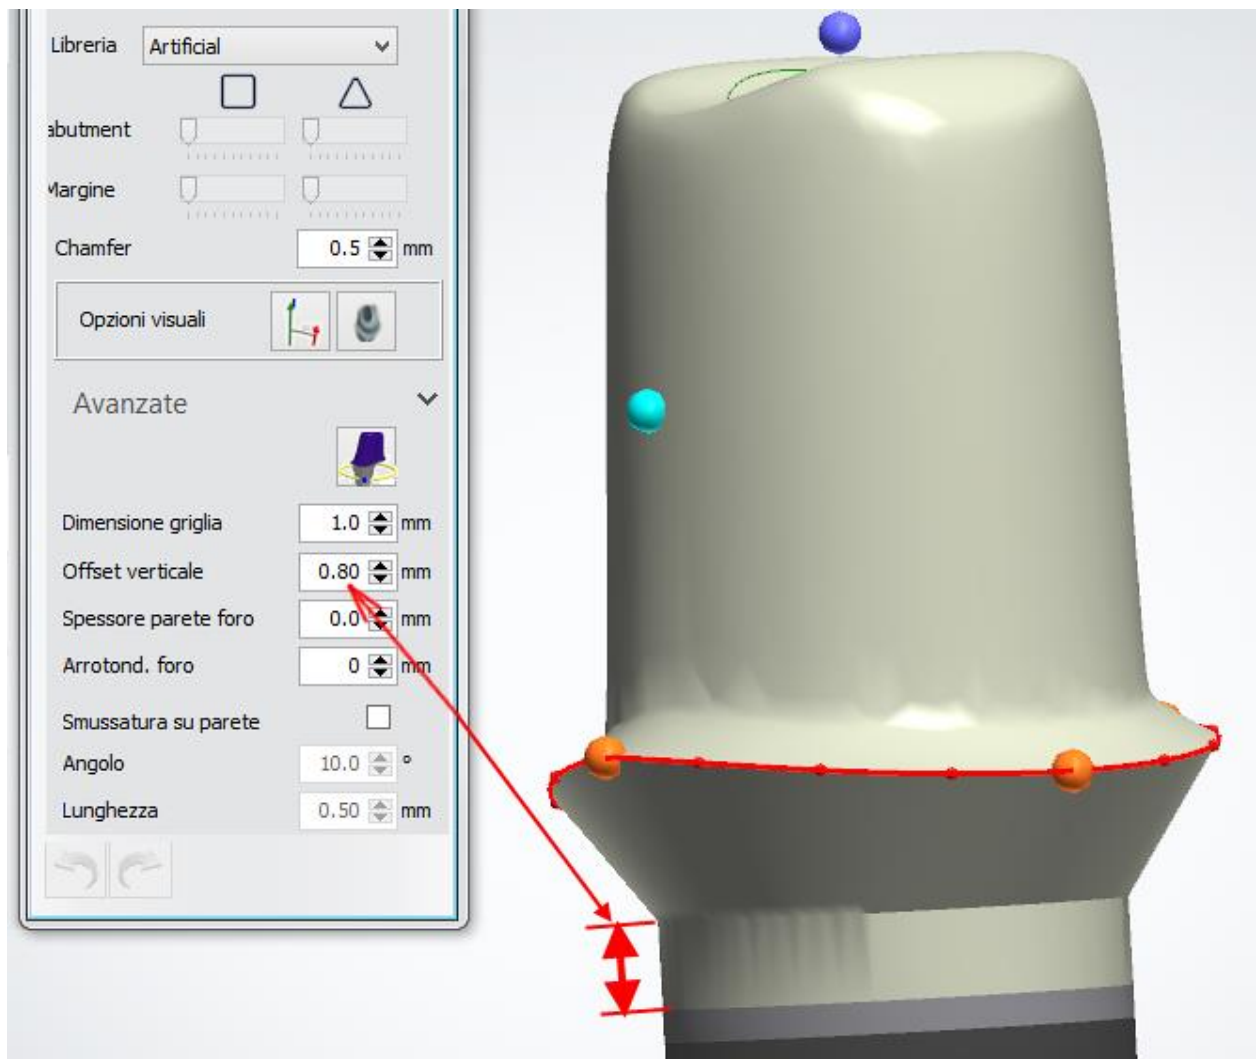 Libreria Artificial
abutment
Margine
Chamfer 0.5 mm
Opzioni visuali
Avanzate
Dimensione griglia 1.0 mm
Offset verticale 0.80 mm
Spessore parete foro 0.0 mm
Arrotond. foro 0 mm
Smussatura su parete
Angolo 10.0 °
Lunghezza 0.50 mm